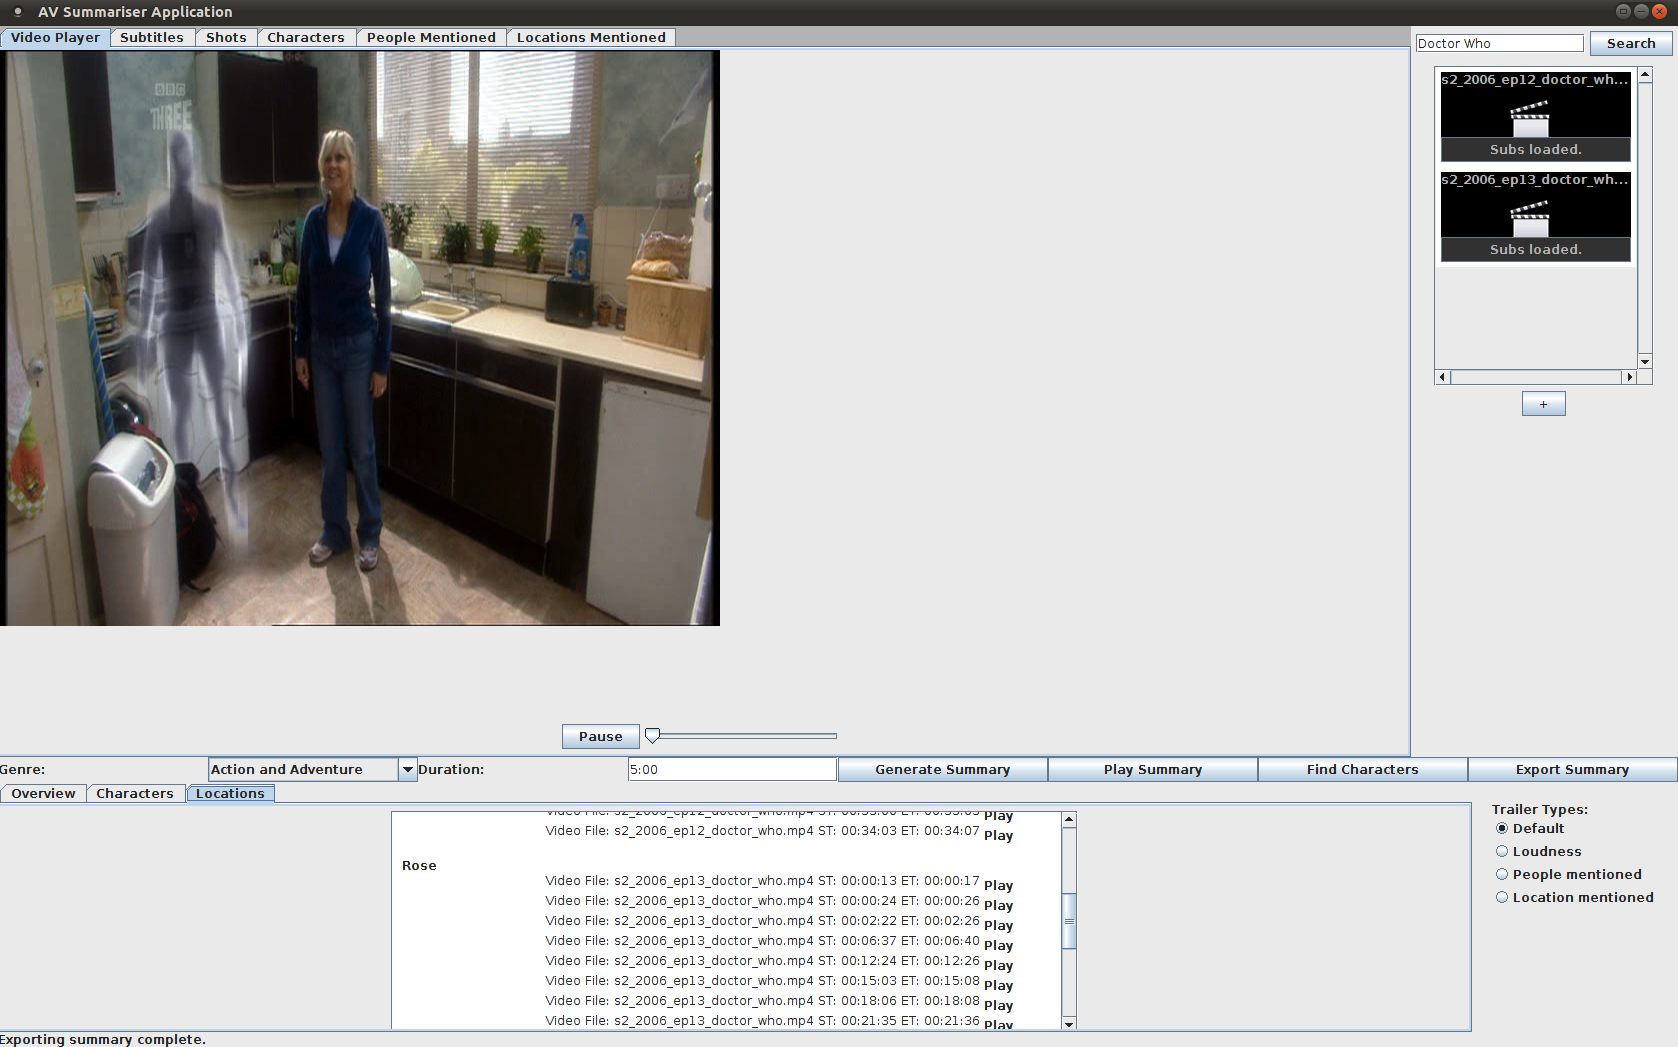 AV Summariser Application
Video Player Subtitles Shots Characters People Mentioned Locations Mentioned
Doctor Who Search
s2_2006_ep12_doctor_wh...
Subs loaded.
s2_2006_ep13_doctor_wh...
Subs loaded.
+
BBC
THREE
Pause
Genre: Action and Adventure Duration: 5:00 Generate Summary Play Summary Find Characters Export Summary
Overview Characters Locations
Video File: s2_2006_ep12_doctor_who.mp4 Play
Video File: s2_2006_ep12_doctor_who.mp4 ST: 00:34:03 ET: 00:34:07 Play
Rose
Video File: s2_2006_ep13_doctor_who.mp4 ST: 00:00:13 ET: 00:00:17 Play
Video File: s2_2006_ep13_doctor_who.mp4 ST: 00:00:24 ET: 00:00:26 Play
Video File: s2_2006_ep13_doctor_who.mp4 ST: 00:02:22 ET: 00:02:26 Play
Video File: s2_2006_ep13_doctor_who.mp4 ST: 00:06:37 ET: 00:06:40 Play
Video File: s2_2006_ep13_doctor_who.mp4 ST: 00:12:24 ET: 00:12:26 Play
Video File: s2_2006_ep13_doctor_who.mp4 ST: 00:15:03 ET: 00:15:08 Play
Video File: s2_2006_ep13_doctor_who.mp4 ST: 00:18:06 ET: 00:18:08 Play
Video File: s2_2006_ep13_doctor_who.mp4 ST: 00:21:35 ET: 00:21:36 Play
Trailer Types:
Default
Loudness
People mentioned
Location mentioned
Exporting summary complete.